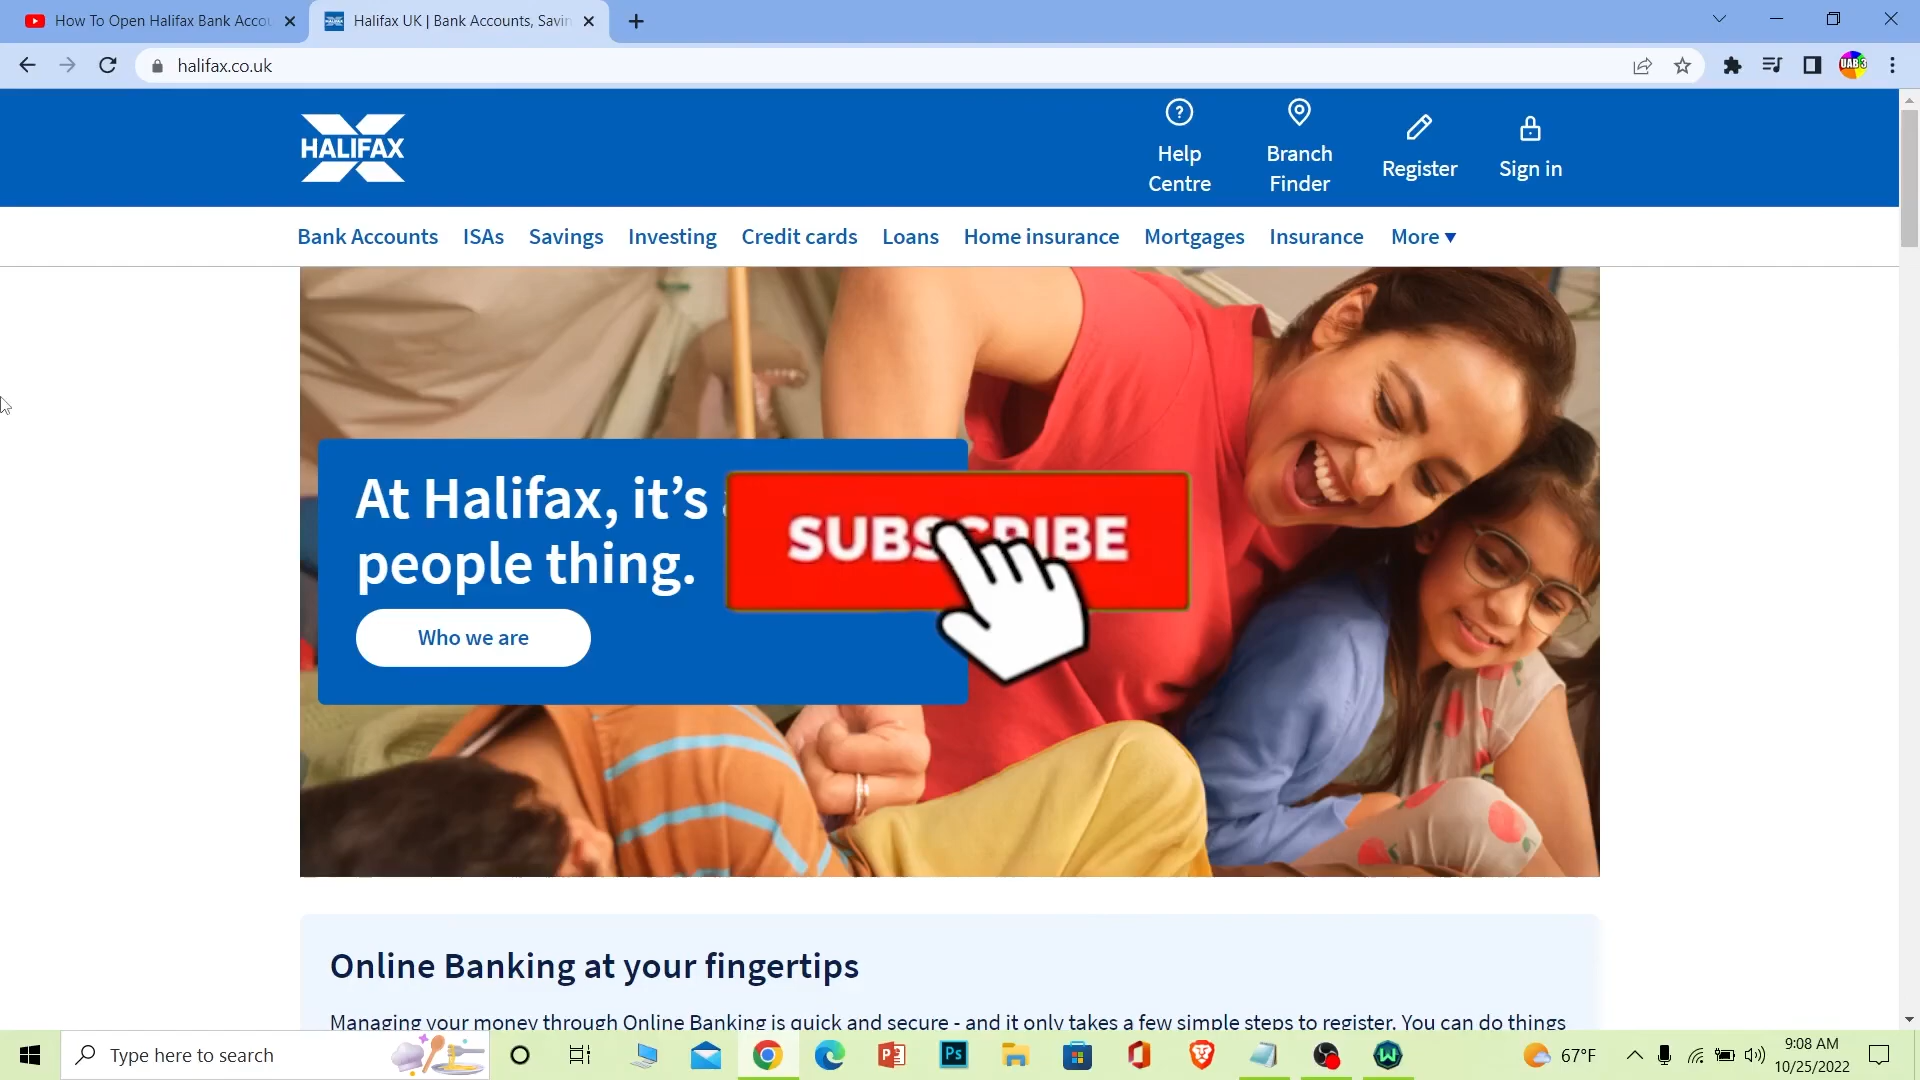 How To Open Halifax Bank Accou
Halifax UK | Bank Accounts, Savin
halifax.co.uk
UAB 3
HALIFAX
Help
Centre
Branch
Finder
Register
Sign in
Bank Accounts ISAs Savings Investing Credit cards Loans Home insurance Mortgages Insurance More
At Halifax, it's
people thing.
SUBSCRIBE
Who we are
Online Banking at your fingertips
Managing your money through Online Banking is quick and secure - and it only takes a few simple steps to register. You can do things
Type here to search
Ps
67°F
9:08 AM
10/25/2022